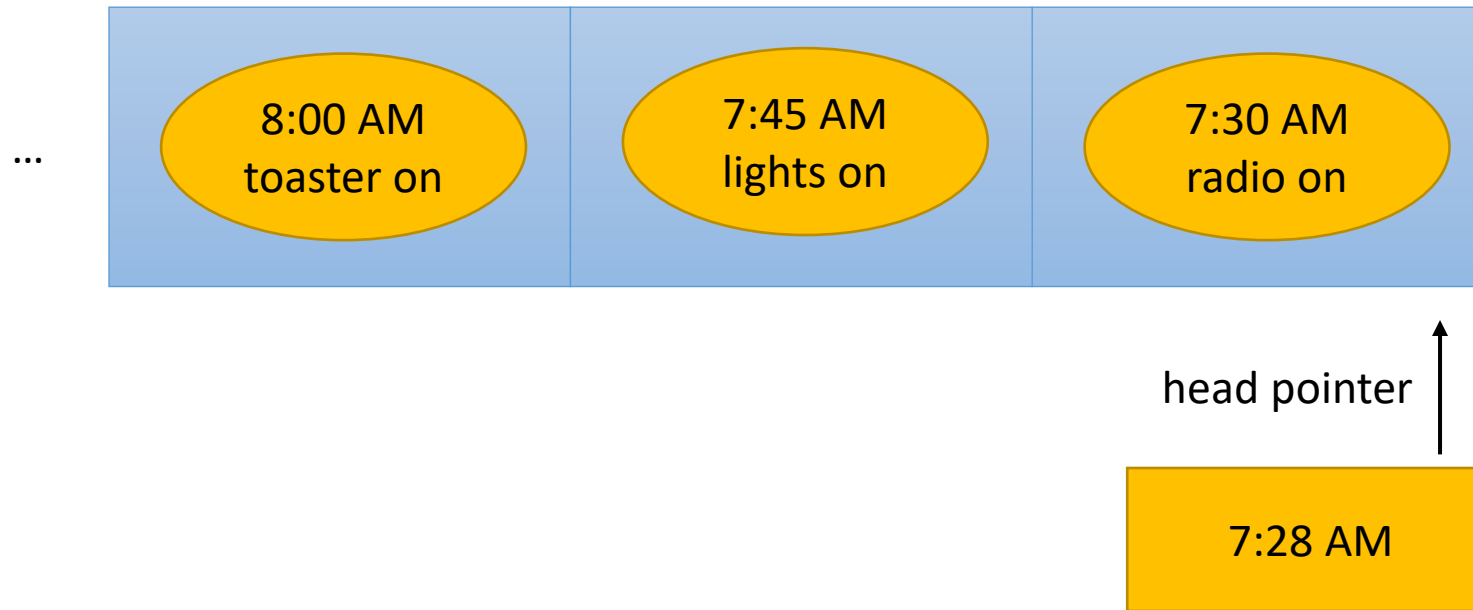 ...
8:00 AM
toaster on
7:45 AM
lights on
7:30 AM
radio on
head pointer
7:28 AM